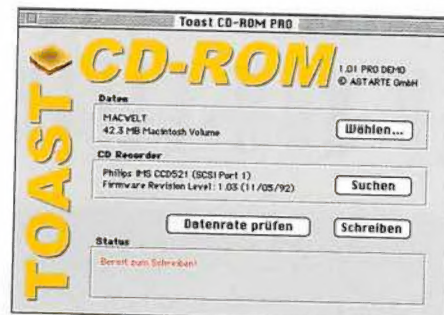 Toast CD-ROM PRO
TOAST
CD-ROM
1.01 PRO DEMO
© ASTARTE GmbH
Daten
MACWELT
42.3 MB Macintosh Volume
Wählen...
CD Recorder
Philips IMS CCD521 (SCSI Port 1)
Firmware Revision Level: 1.03 (11/05/92)
Suchen
Datenrate prüfen
Schreiben
Status
Bereit zum Schreiben!